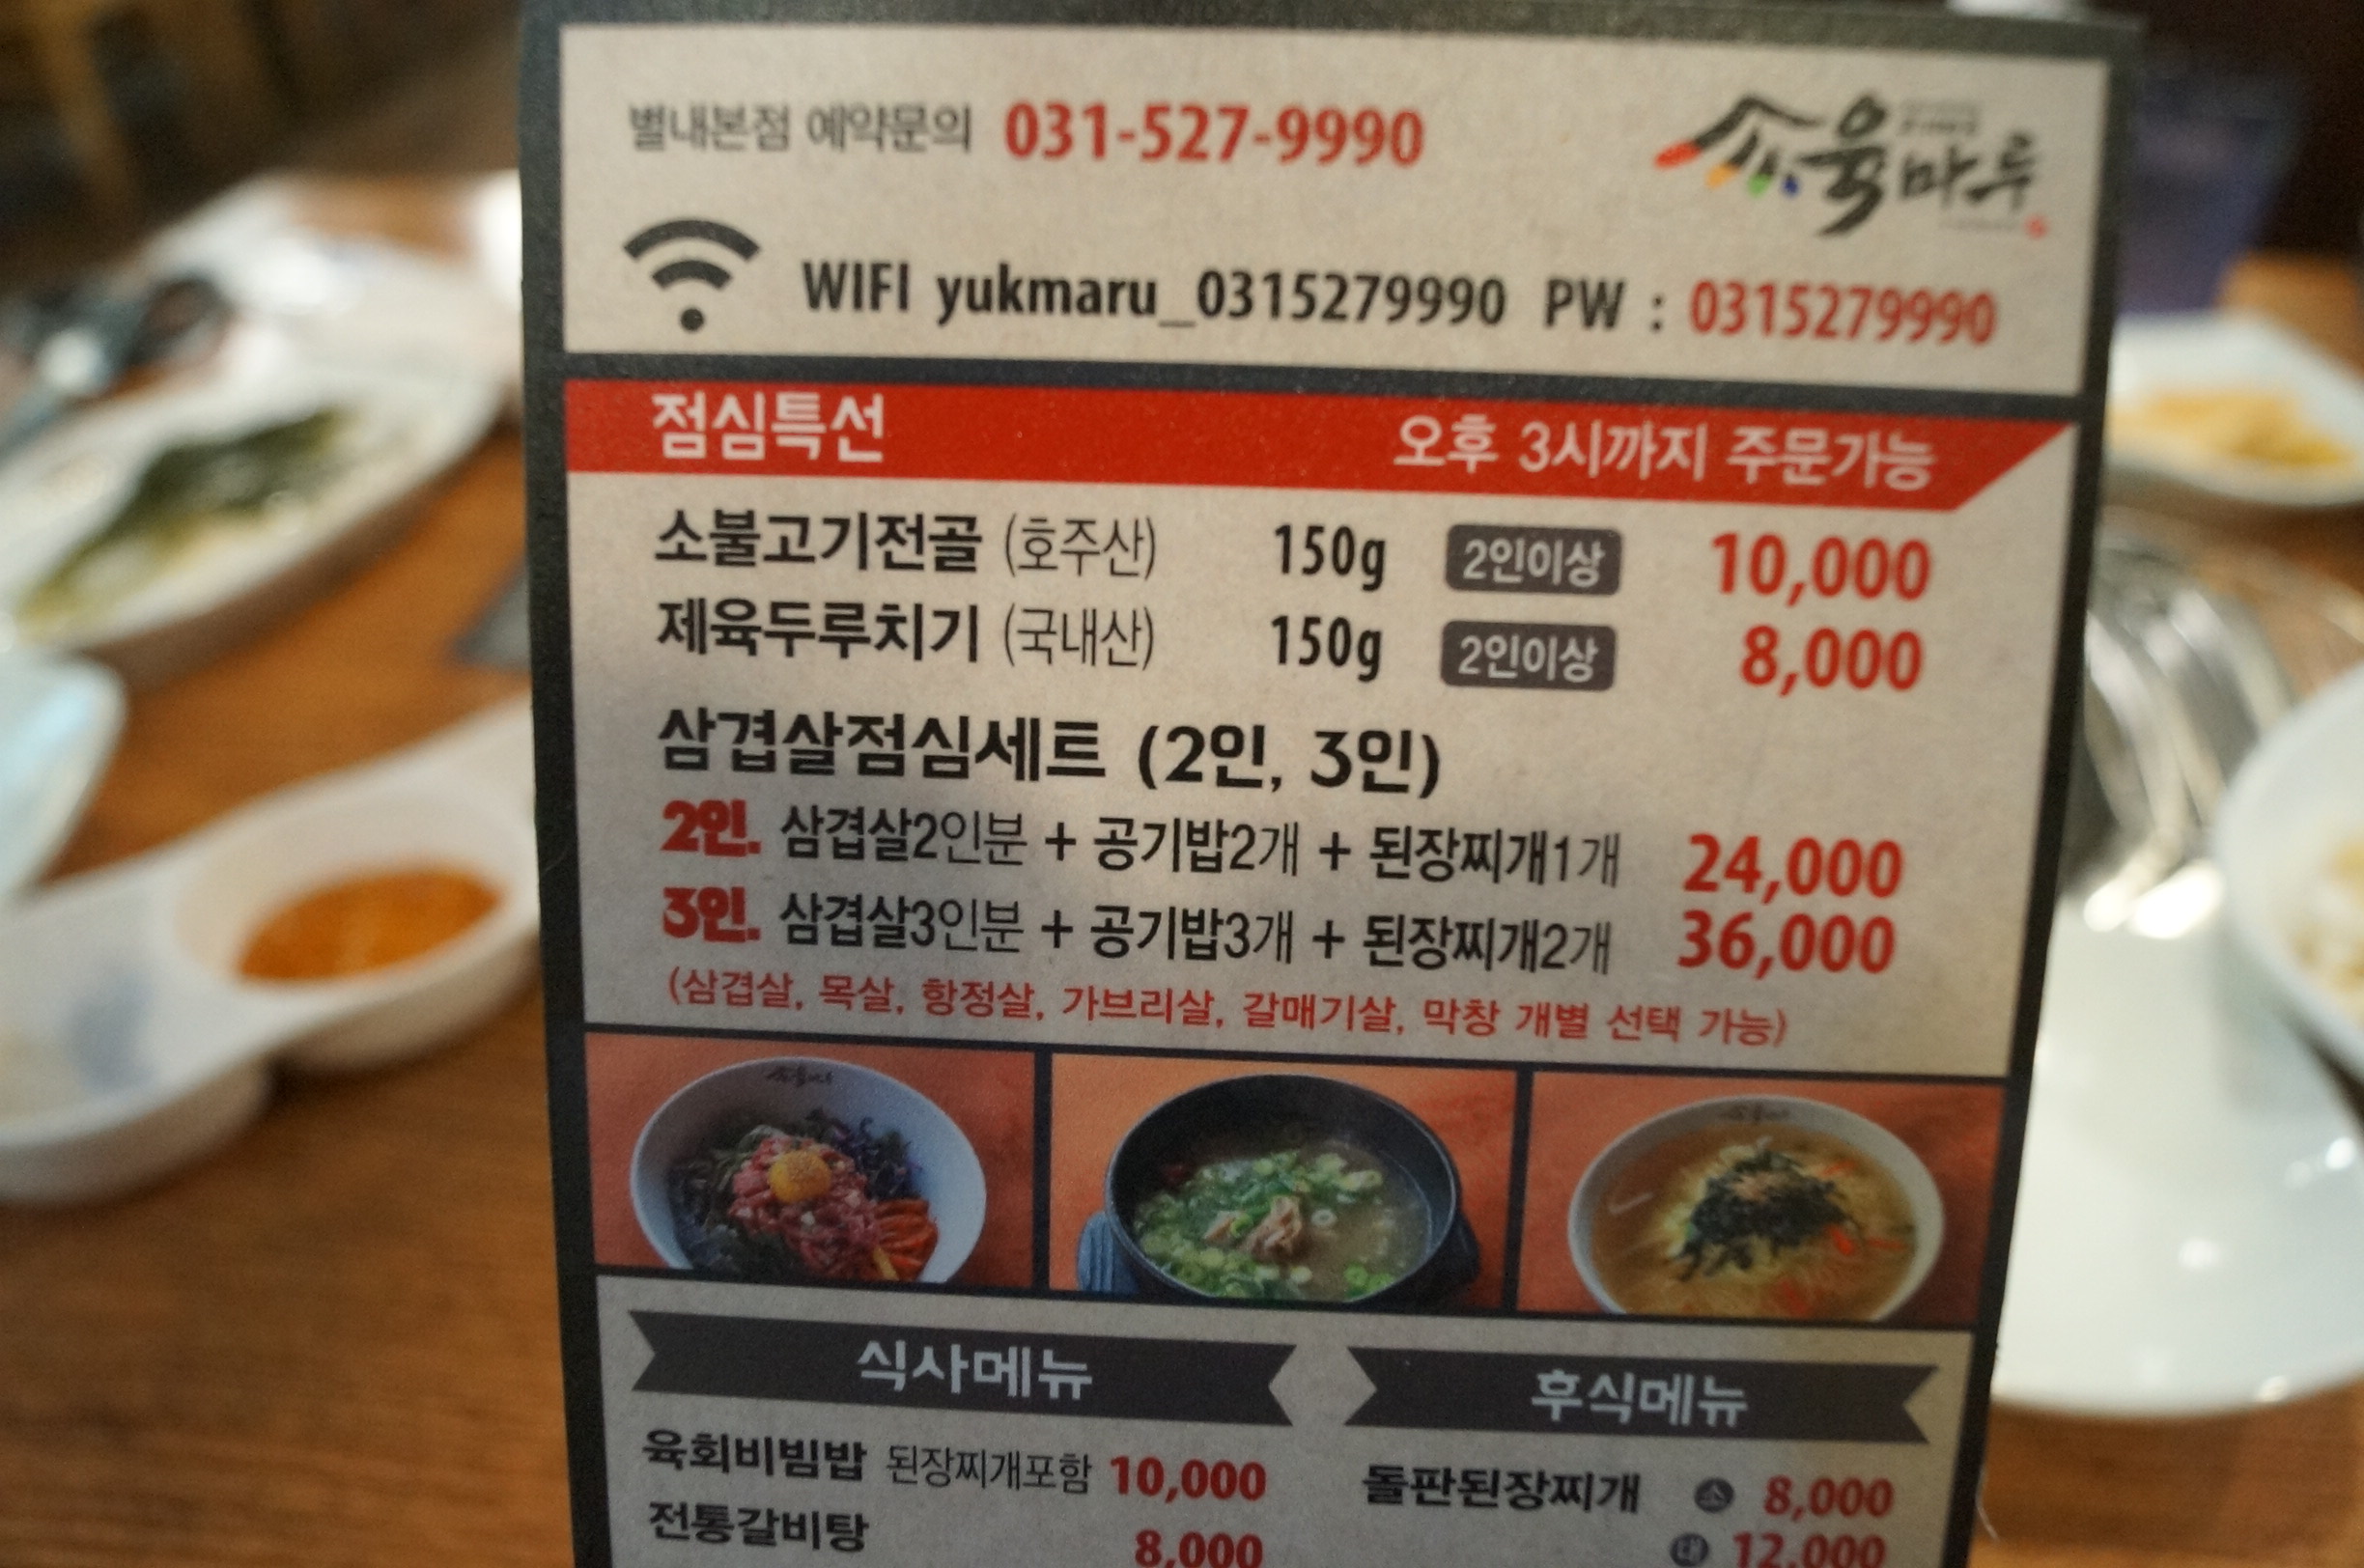 별내본점 예약문의 031-527-9990
소육마루
WIFI yukmaru_0315279990 PW : 0315279990
점심특선 오후 3시까지 주문가능
소불고기전골 (호주산) 150g 2인이상 10,000
제육두루치기 (국내산) 150g 2인이상 8,000
삼겹살점심세트 (2인, 3인)
2인. 삼겹살2인분 + 공기밥2개 + 된장찌개1개 24,000
3인. 삼겹살3인분 + 공기밥3개 + 된장찌개2개 36,000
(삼겹살, 목살, 항정살, 가브리살, 갈매기살, 막창 개별 선택 가능)
식사메뉴
육회비빔밥 된장찌개포함 10,000
전통갈비탕 8,000
후식메뉴
돌판된장찌개 소 8,000
대 12,000